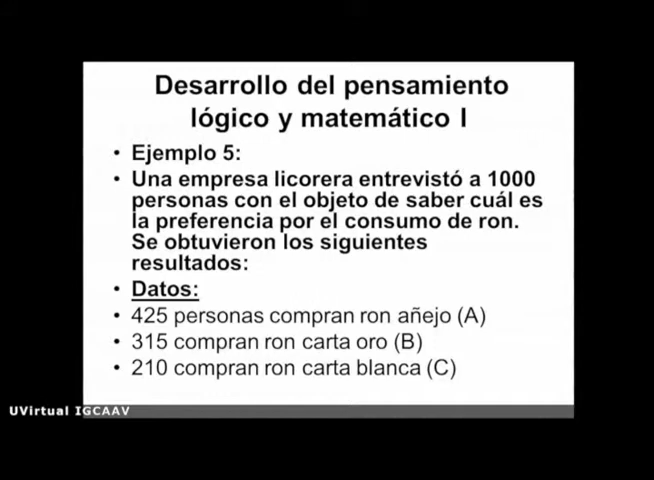 Desarrollo del pensamiento
lógico y matemático I
• Ejemplo 5:
• Una empresa licorera entrevistó a 1000
personas con el objeto de saber cuál es
la preferencia por el consumo de ron.
Se obtuvieron los siguientes
resultados:
• Datos:
• 425 personas compran ron añejo (A)
• 315 compran ron carta oro (B)
• 210 compran ron carta blanca (C)
UVirtual IGCAAV